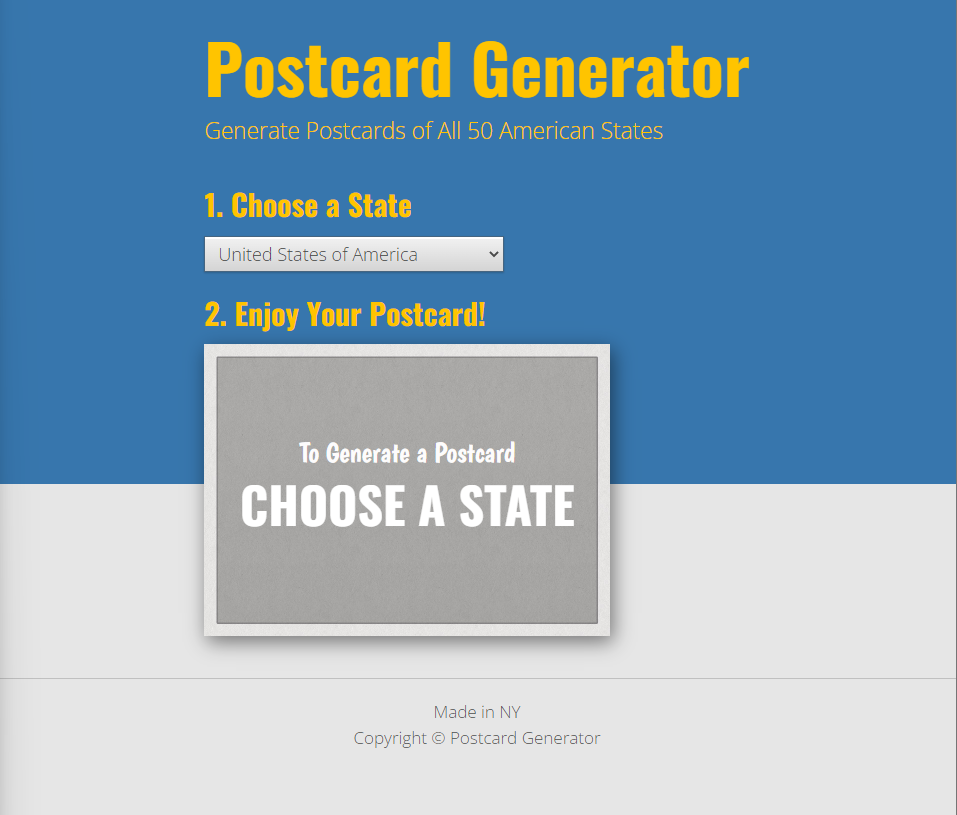 Postcard Generator
Generate Postcards of All 50 American States
1. Choose a State
United States of America
2. Enjoy Your Postcard!
To Generate a Postcard
CHOOSE A STATE
Made in NY
Copyright © Postcard Generator